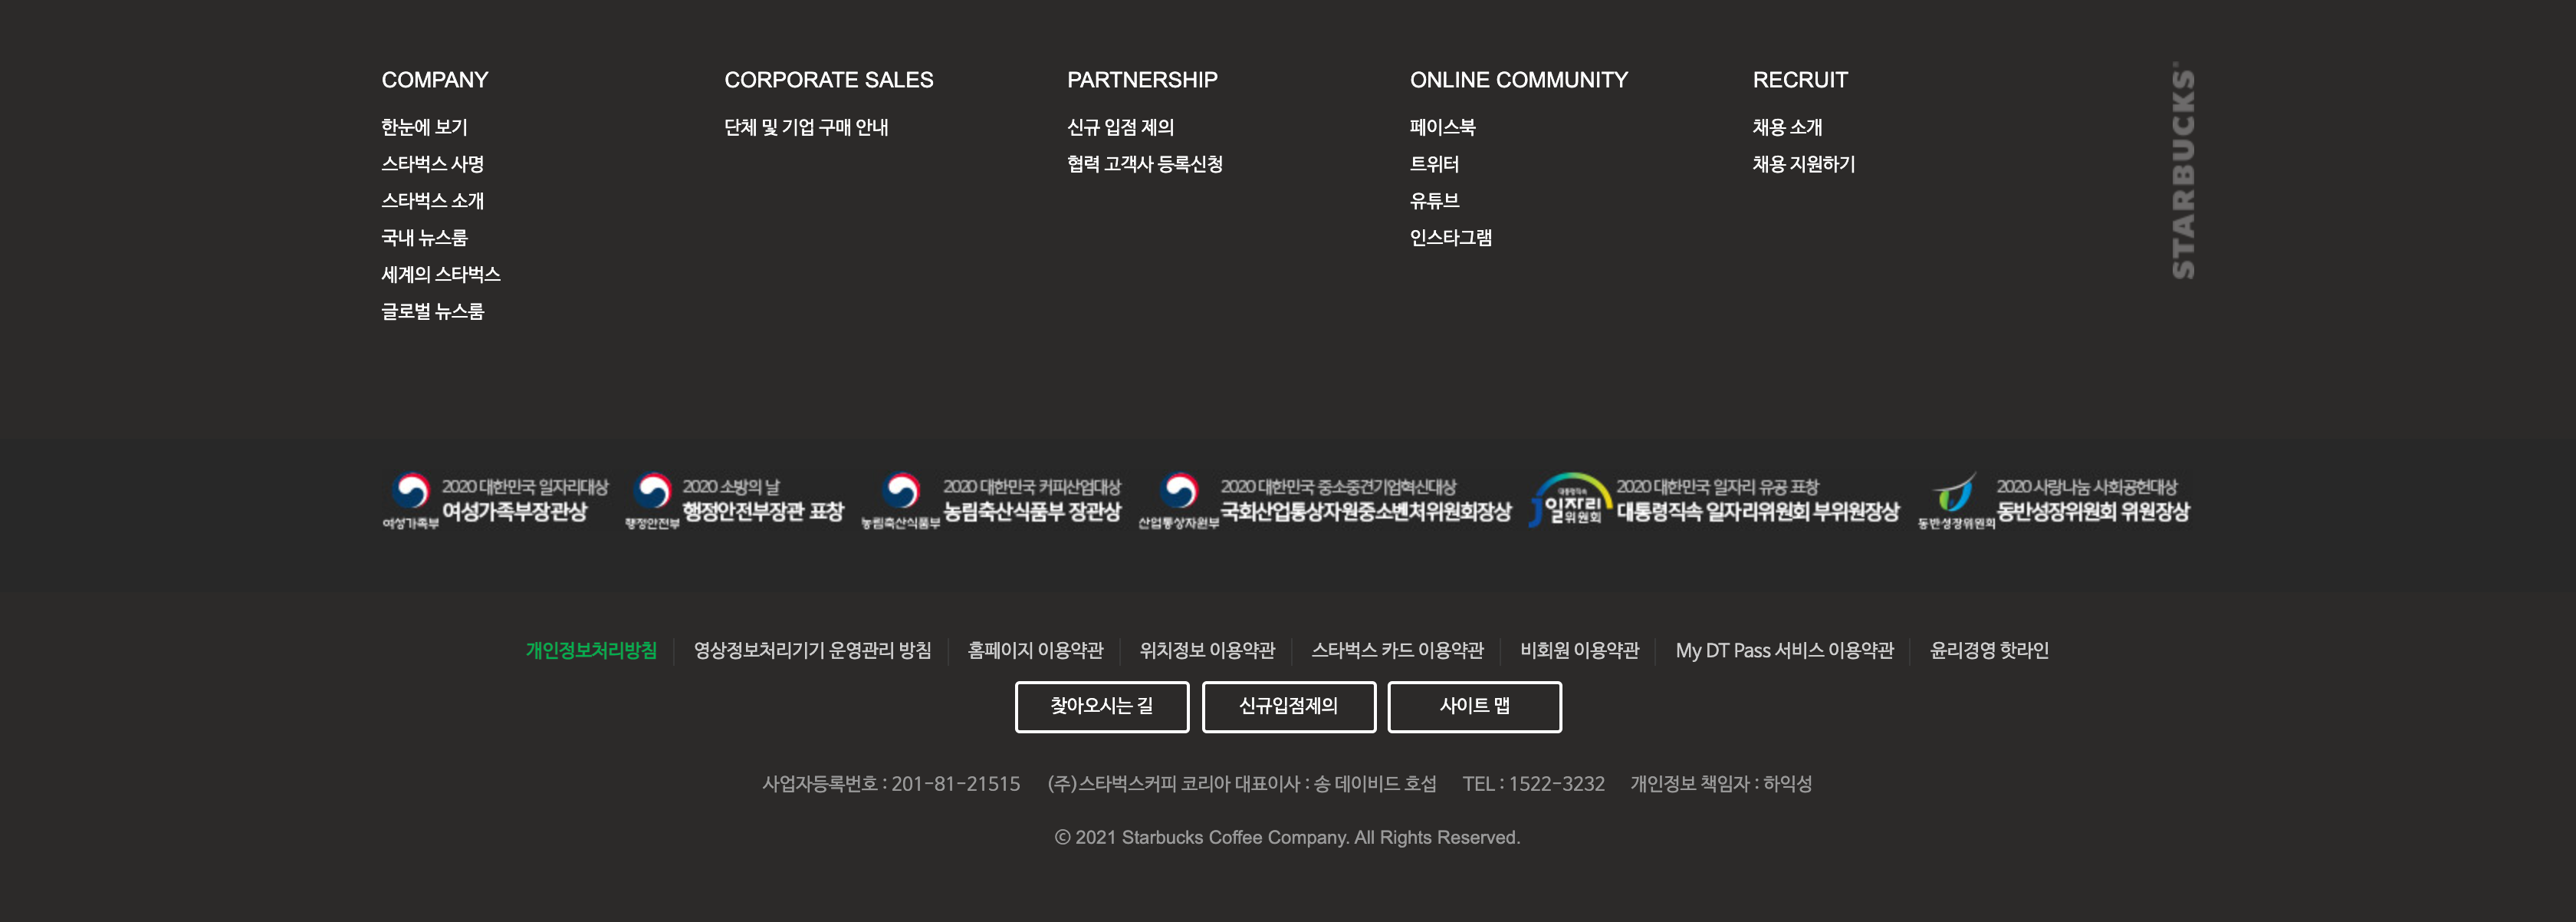 COMPANY
한눈에 보기
스타벅스 사명
스타벅스 소개
국내 뉴스룸
세계의 스타벅스
글로벌 뉴스룸
CORPORATE SALES
단체 및 기업 구매 안내
PARTNERSHIP
신규 입점 제의
협력 고객사 등록신청
ONLINE COMMUNITY
페이스북
트위터
유튜브
인스타그램
RECRUIT
채용 소개
채용 지원하기
STARBUCKS
여성가족부
2020 대한민국 일자리대상
여성가족부장관상
행정안전부
2020 소방의 날
행정안전부장관 표창
농림축산식품부
2020 대한민국 커피산업대상
농림축산식품부 장관상
산업통상자원부
2020 대한민국 중소중견기업혁신대상
국회산업통상자원중소벤처위원회장상
대통령직속
일자리
위원회
2020 대한민국 일자리 유공 표창
대통령직속 일자리위원회 부위원장상
동반성장위원회
2020 사랑나눔 사회공헌대상
동반성장위원회 위원장상
개인정보처리방침 영상정보처리기기 운영관리 방침 홈페이지 이용약관 위치정보 이용약관 스타벅스 카드 이용약관 비회원 이용약관 My DT Pass 서비스 이용약관 윤리경영 핫라인
찾아오시는 길 신규입점제의 사이트 맵
사업자등록번호 : 201-81-21515 (주)스타벅스커피 코리아 대표이사 : 송 데이비드 호섭 TEL : 1522-3232 개인정보 책임자 : 하익성
© 2021 Starbucks Coffee Company. All Rights Reserved.